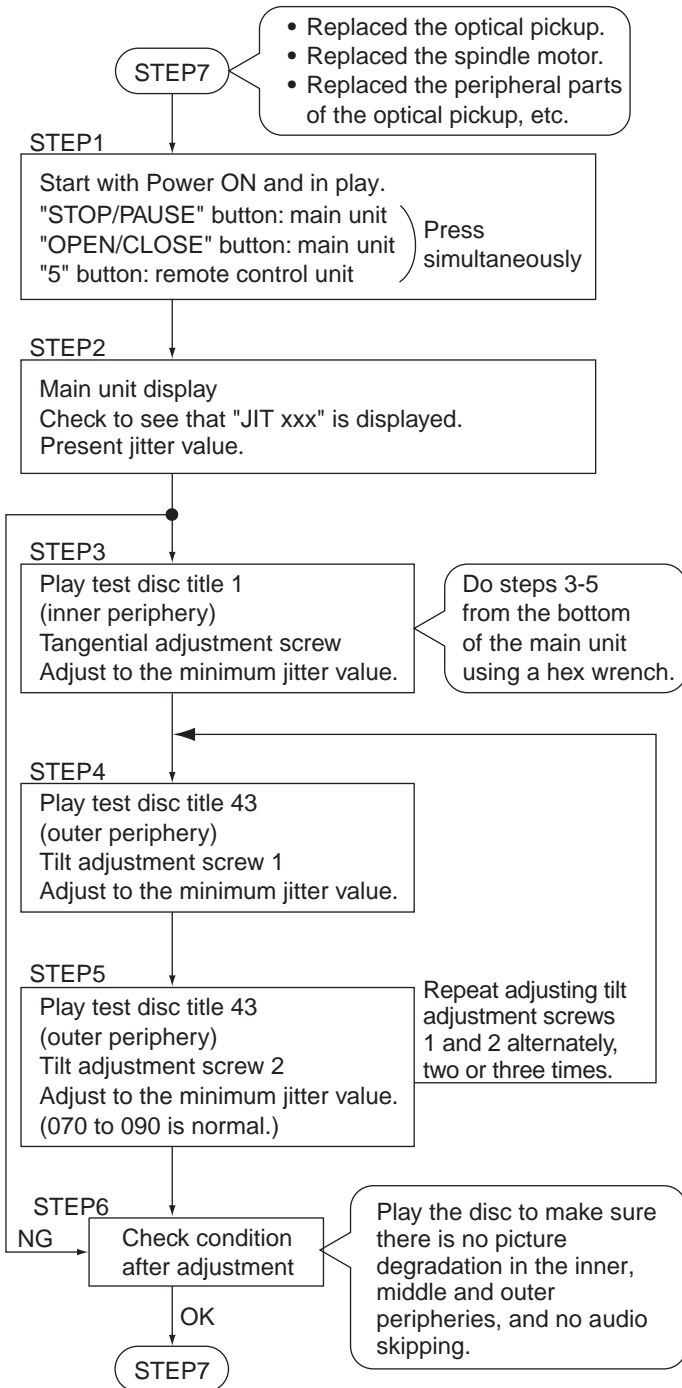 STEP7
• Replaced the optical pickup.
• Replaced the spindle motor.
• Replaced the peripheral parts
of the optical pickup, etc.
STEP1
Start with Power ON and in play.
"STOP/PAUSE" button: main unit
"OPEN/CLOSE" button: main unit
"5" button: remote control unit
Press
simultaneously
STEP2
Main unit display
Check to see that "JIT xxx" is displayed.
Present jitter value.
STEP3
Play test disc title 1
(inner periphery)
Tangential adjustment screw
Adjust to the minimum jitter value.
Do steps 3-5
from the bottom
of the main unit
using a hex wrench.
STEP4
Play test disc title 43
(outer periphery)
Tilt adjustment screw 1
Adjust to the minimum jitter value.
STEP5
Play test disc title 43
(outer periphery)
Tilt adjustment screw 2
Adjust to the minimum jitter value.
(070 to 090 is normal.)
Repeat adjusting tilt
adjustment screws
1 and 2 alternately,
two or three times.
STEP6
NG
Check condition
after adjustment
Play the disc to make sure
there is no picture
degradation in the inner,
middle and outer
peripheries, and no audio
skipping.
OK
STEP7